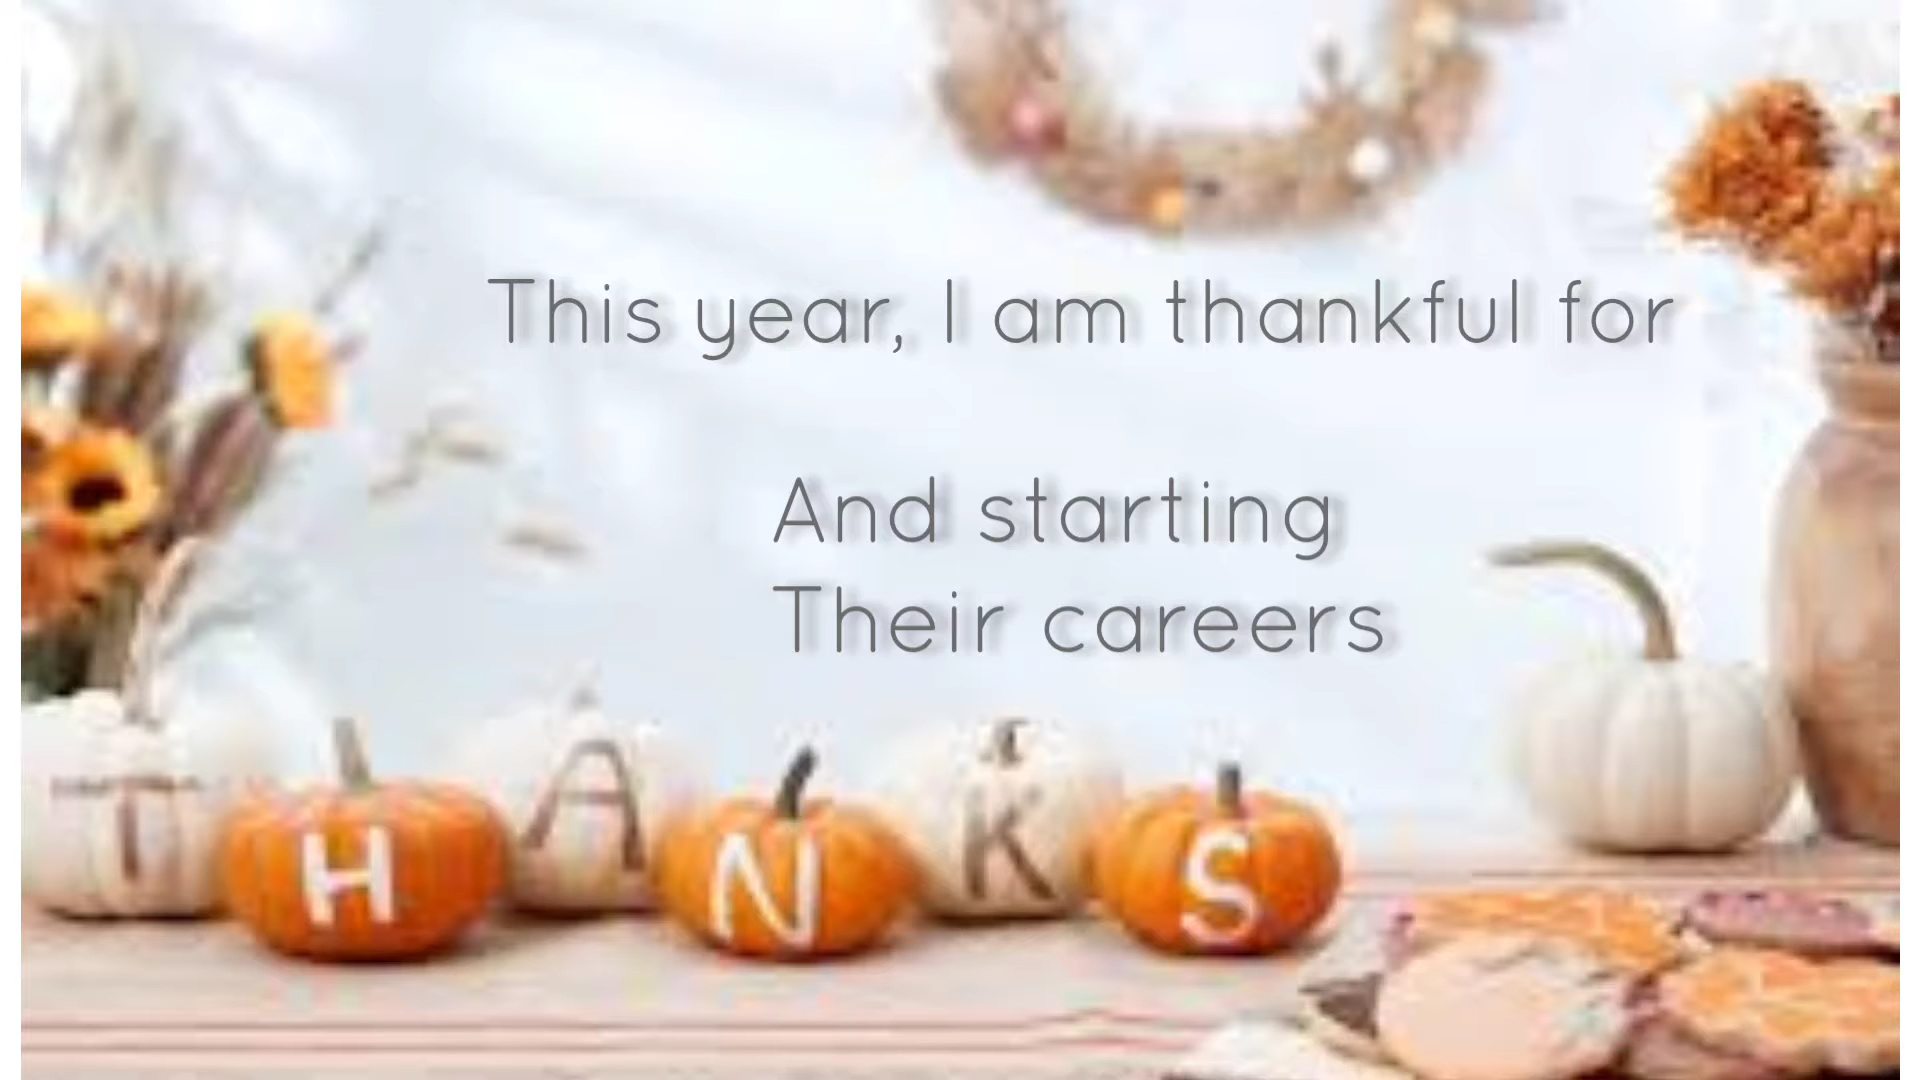 This year, I am thankful for
And starting
Their careers
THANKS